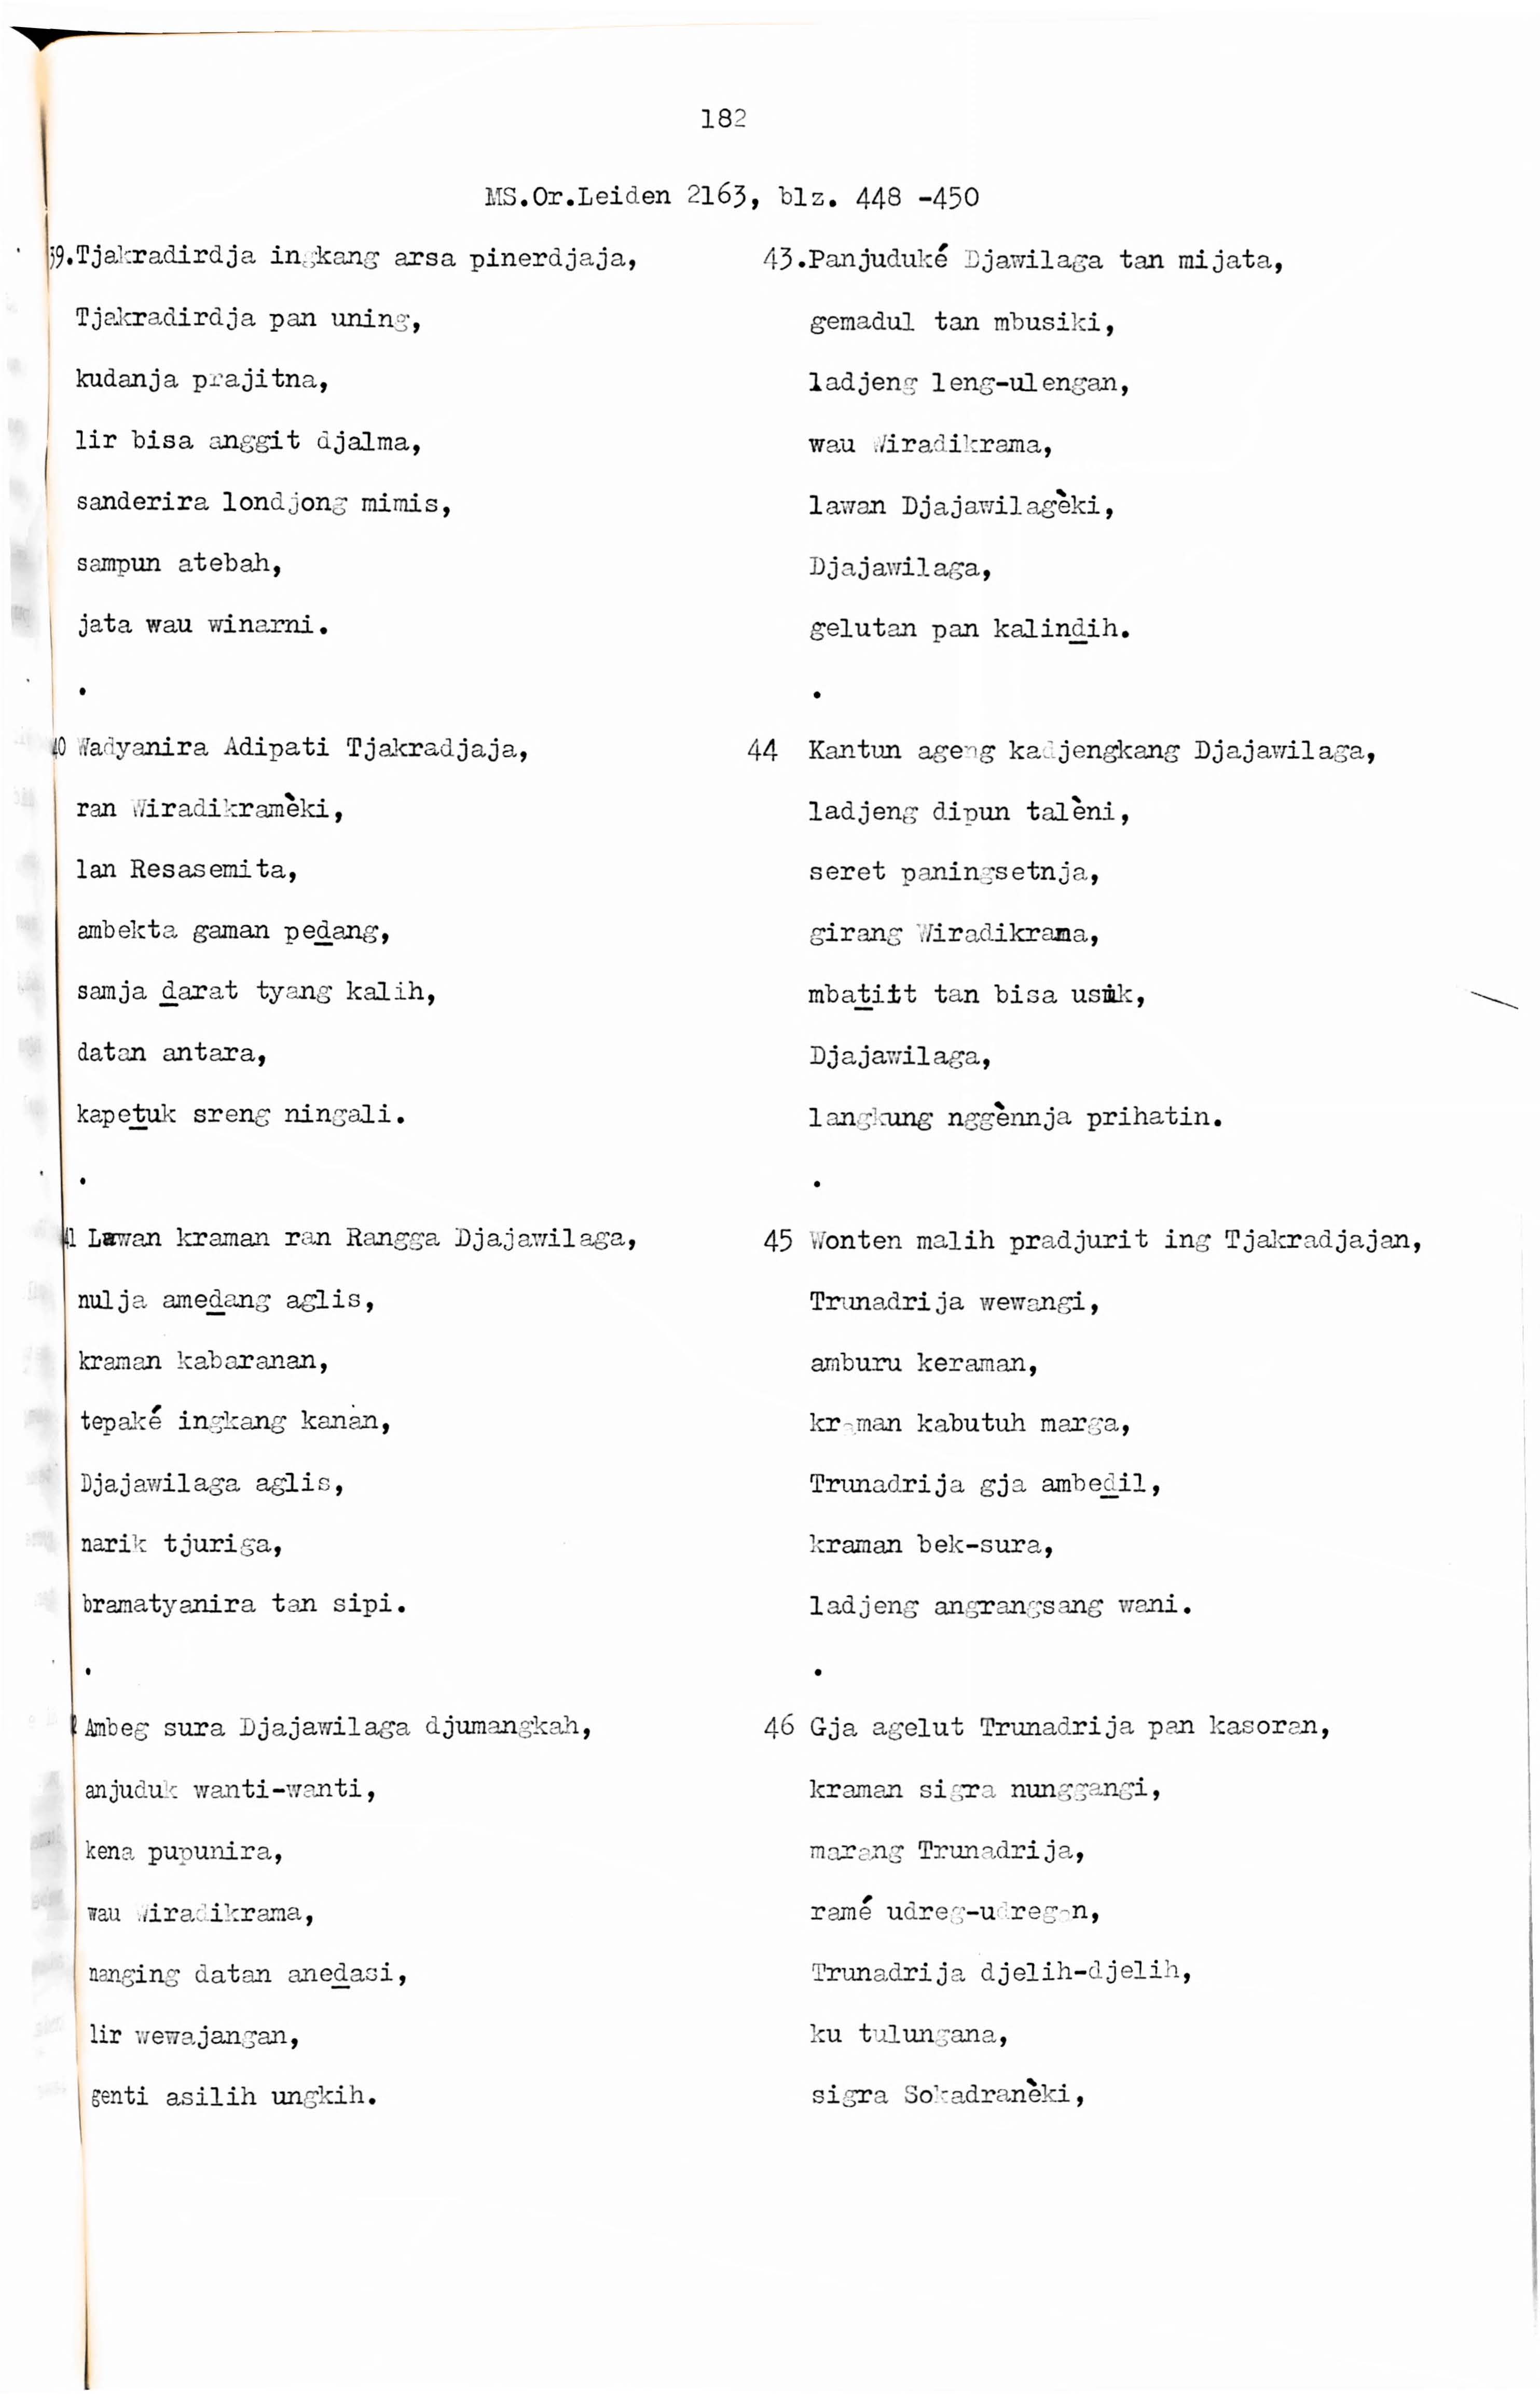 182
MS.Or.Leiden 2163, blz. 448 -450
39.Tjakradirdja ingkang arsa pinerdjaja,
Tjakradirdja pan uning,
kudanja prajitna,
lir bisa anggit djalma,
sanderira londjong mimis,
sampun atebah,
jata wau winarni.
.
40 Wadyanira Adipati Tjakradjaja,
ran Wiradikramèki,
lan Resasemita,
ambekta gaman peḏang,
samja ḏarat tyang kalih,
datan antara,
kapeṯuk sreng ningali.
.
41 Lawan kraman ran Rangga Djajawilaga,
nulja ameḏang aglis,
kraman kabaranan,
tepaké ingkang kanan,
Djajawilaga aglis,
narik tjuriga,
bramatyanira tan sipi.
.
42 Ambeg sura Djajawilaga djumangkah,
anjuduk wanti-wanti,
kena pupunira,
wau Wiradikrama,
nanging datan aneḏasi,
lir wewajangan,
genti asilih ungkih.
43.Panjuduké Djawilaga tan mijata,
gemadul tan mbusiki,
ladjeng leng-ulengan,
wau Wiradikrama,
lawan Djajawilagèki,
Djajawilaga,
gelutan pan kalinḏih.
.
44 Kantun ageng kadjengkang Djajawilaga,
ladjeng dipun talèni,
seret paningsetnja,
girang Wiradikrama,
mbaṯitt tan bisa usik,
Djajawilaga,
langkung nggènnja prihatin.
.
45 Wonten malih pradjurit ing Tjakradjajan,
Trunadrija wewangi,
amburu keraman,
kraman kabutuh marga,
Trunadrija gja ambeḏil,
kraman bek-sura,
ladjeng angrangsang wani.
.
46 Gja agelut Trunadrija pan kasoran,
kraman sigra nunggangi,
marang Trunadrija,
ramé udreg-udregan,
Trunadrija djelih-djelih,
ku tulungana,
sigra Sokadranèki,